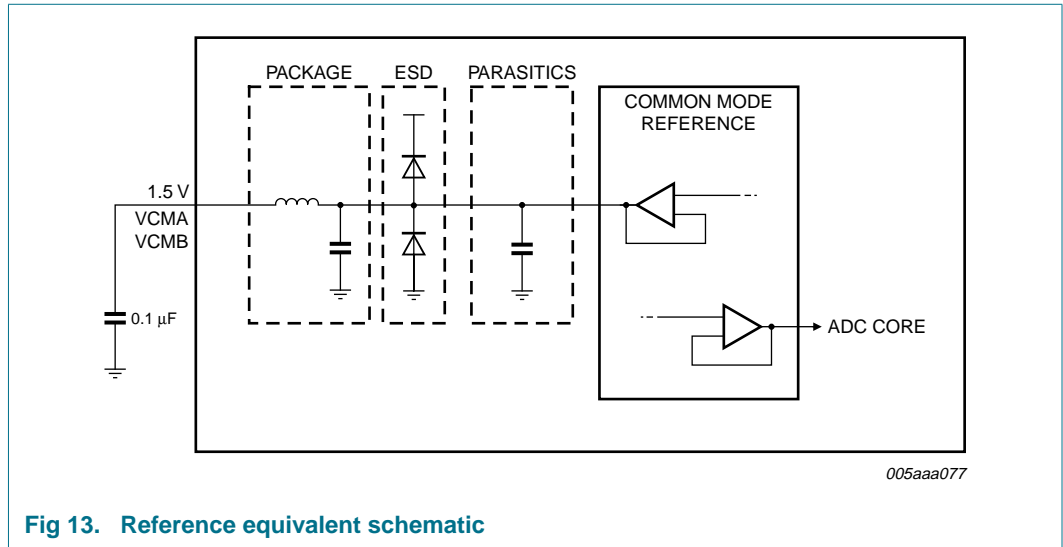 PACKAGE ESD PARASITICS
COMMON MODE
REFERENCE
1.5 V
VCMA
VCMB
0.1 μF
ADC CORE
005aaa077
Fig 13. Reference equivalent schematic